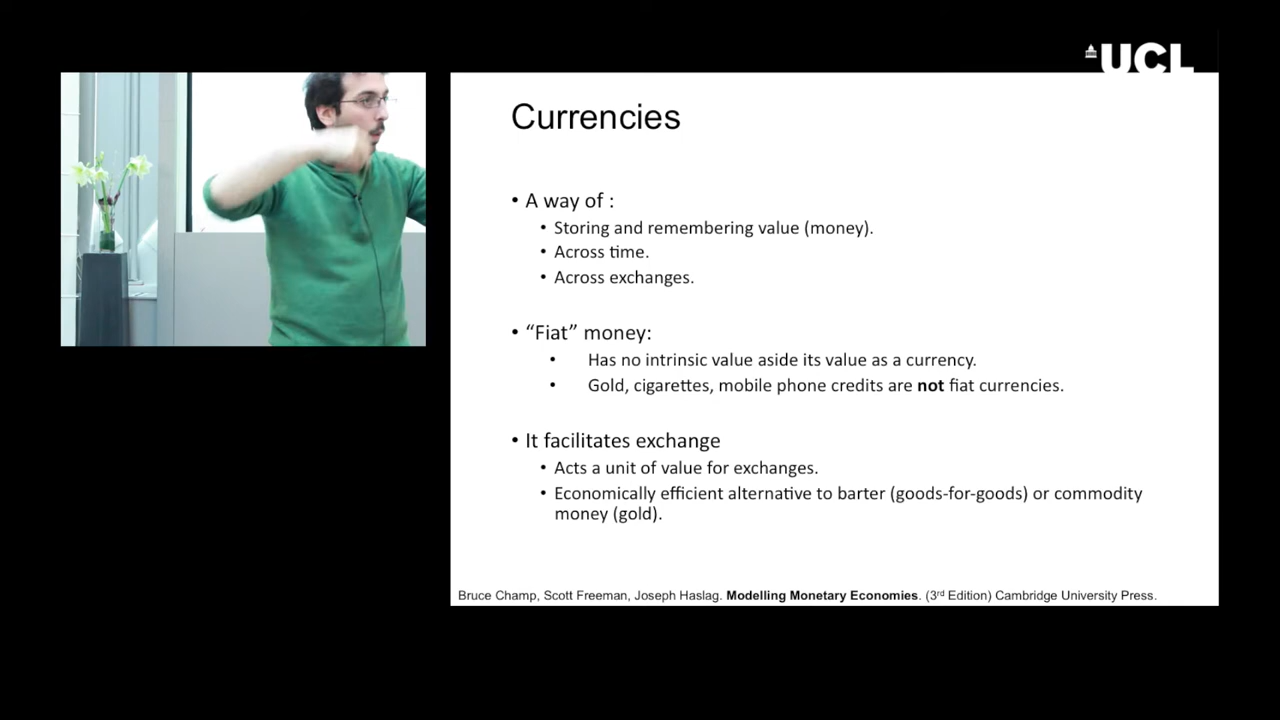 UCL
Currencies
• A way of :
• Storing and remembering value (money).
• Across time.
• Across exchanges.
• “Fiat” money:
• Has no intrinsic value aside its value as a currency.
• Gold, cigarettes, mobile phone credits are not fiat currencies.
• It facilitates exchange
• Acts a unit of value for exchanges.
• Economically efficient alternative to barter (goods-for-goods) or commodity
money (gold).
Bruce Champ, Scott Freeman, Joseph Haslag. Modelling Monetary Economies. (3rd Edition) Cambridge University Press.